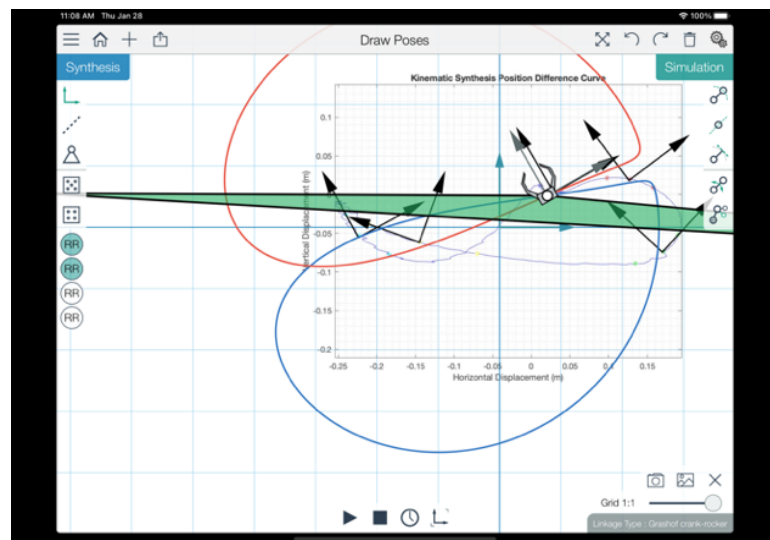 11:08 AM Thu Jan 28
100%
Draw Poses
Synthesis
Simulation
Kinematic Synthesis Position Difference Curve
0.1
0.05
-0.05
-0.1
-0.15
-0.2
Vertical Displacement (m)
RR
RR
RR
RR
-0.25 -0.2 -0.15 -0.1 -0.05 0 0.05 0.1 0.15
Horizontal Displacement (m)
Grid 1:1
Linkage Type : Grashof crank-rocker